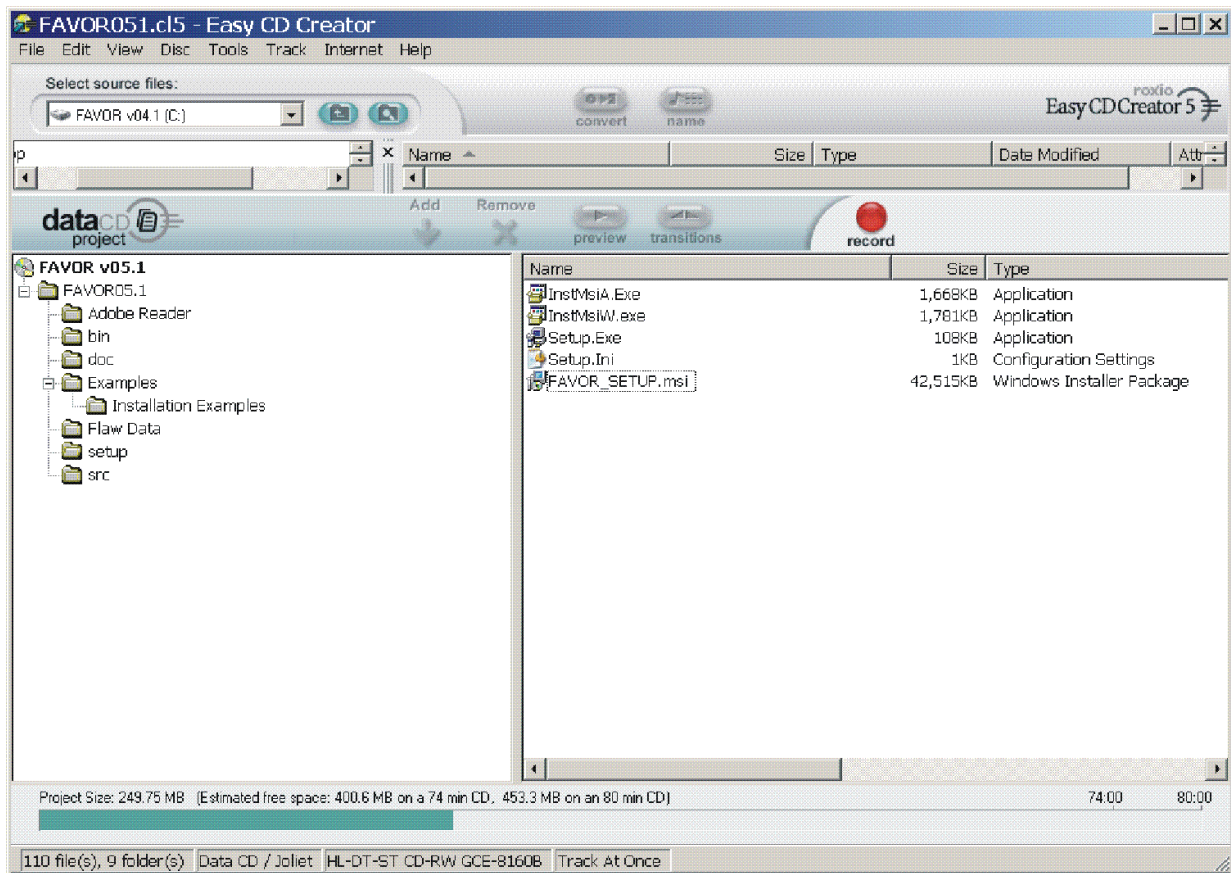 FAVOR051.cl5 - Easy CD Creator
File Edit View Disc Tools Track Internet Help
Select source files:
FAVOR v04.1 (C:)
convert name
roxio
Easy CD Creator 5
Name Size Type Date Modified Attr
data CD project
Add Remove preview transitions record
FAVOR v05.1
FAVOR05.1
Adobe Reader
bin
doc
Examples
Installation Examples
Flaw Data
setup
src
Name Size Type
InstMsiA.Exe 1,668KB Application
InstMsiW.exe 1,781KB Application
Setup.Exe 108KB Application
Setup.Ini 1KB Configuration Settings
FAVOR_SETUP.msi 42,515KB Windows Installer Package
Project Size: 249.75 MB (Estimated free space: 400.6 MB on a 74 min CD, 453.3 MB on an 80 min CD) 74:00 80:00
110 file(s), 9 folder(s) Data CD / Joliet HL-DT-ST CD-RW GCE-8160B Track At Once